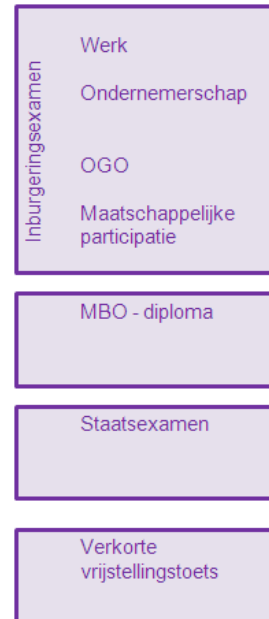 Inburgeringsexamen
Werk
Ondernemerschap
OGO
Maatschappelijke
participatie
MBO - diploma
Staatsexamen
Verkorte
vrijstellingstoets